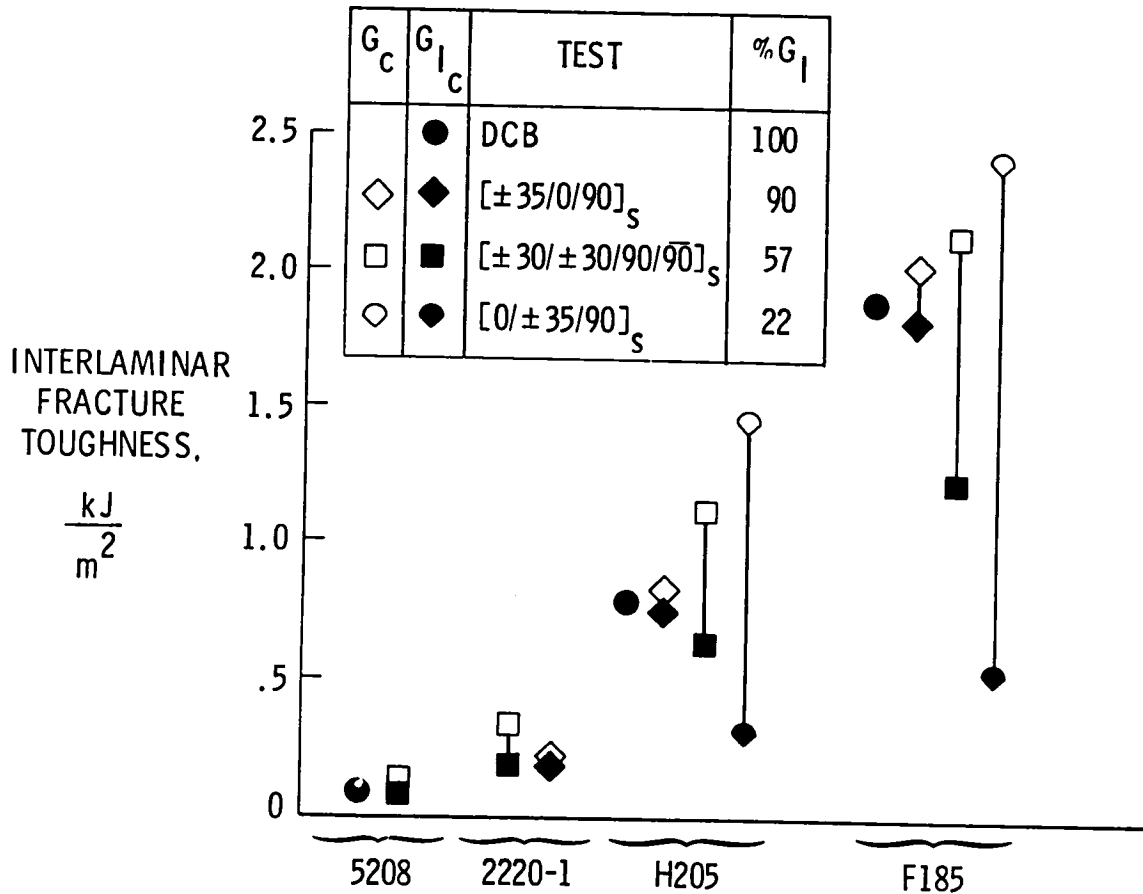 G_C G_I_C TEST %G_I
DCB 100
[±35/0/90]_S 90
[±30/±30/90/9̅0̅]_S 57
[0/±35/90]_S 22
2.5
2.0
1.5
1.0
.5
0
INTERLAMINAR
FRACTURE
TOUGHNESS,
kJ
m^2
5208 2220-1 H205 F185